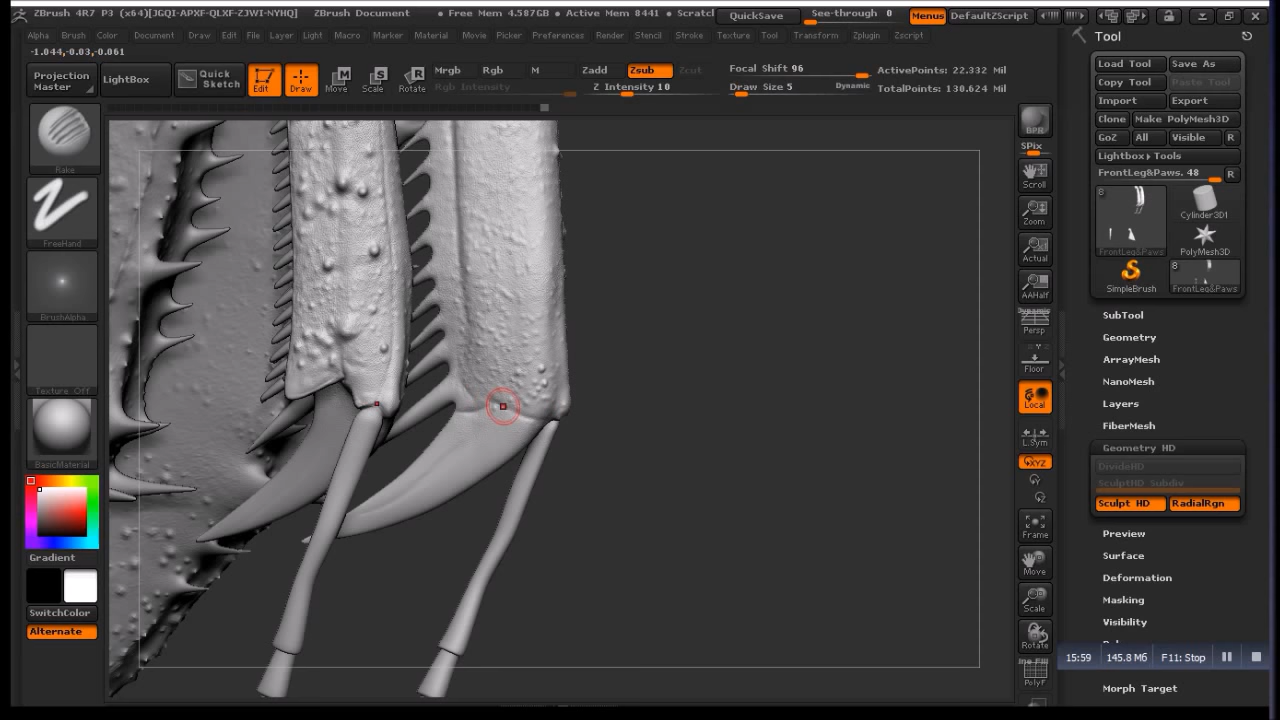 ZBrush 4R7 P3 (x64)[JGQI-APXF-QLXF-ZJWI-NYHQ] ZBrush Document • Free Mem 4.587GB • Active Mem 8441 • Scratcl QuickSave See-through 0 Menus DefaultZScript
Alpha Brush Color Document Draw Edit File Layer Light Macro Marker Material Movie Picker Preferences Render Stencil Stroke Texture Tool Transform Zplugin Zscript
-1.044,-0.03,-0.061
Projection Master
LightBox
Quick Sketch
Edit
Draw
Move
Scale
Rotate
Mrgb Rgb M
Rgb Intensity
Zadd Zsub Zcut
Z Intensity 10
Focal Shift 96
Draw Size 5 Dynamic
ActivePoints: 22.332 Mil
TotalPoints: 130.624 Mil
Rake
FreeHand
BrushAlpha
Texture Off
BasicMaterial
Gradient
SwitchColor
Alternate
BPR
SPix
Scroll
Zoom
Actual
AAHalf
Dynamic
Persp
Floor
Local
L.Sym
XYZ
Frame
Move
Scale
Rotate
PolyF
Tool
Load Tool Save As
Copy Tool Paste Tool
Import Export
Clone Make PolyMesh3D
GoZ All Visible R
Lightbox▸Tools
FrontLeg&Paws. 48 R
8
FrontLeg&Paws
Cylinder3D1
PolyMesh3D
SimpleBrush
8
FrontLeg&Paws
SubTool
Geometry
ArrayMesh
NanoMesh
Layers
FiberMesh
Geometry HD
DivideHD
SculptHD Subdiv
Sculpt HD RadialRgn
Preview
Surface
Deformation
Masking
Visibility
15:59 145.8 Мб F11: Stop
Morph Target